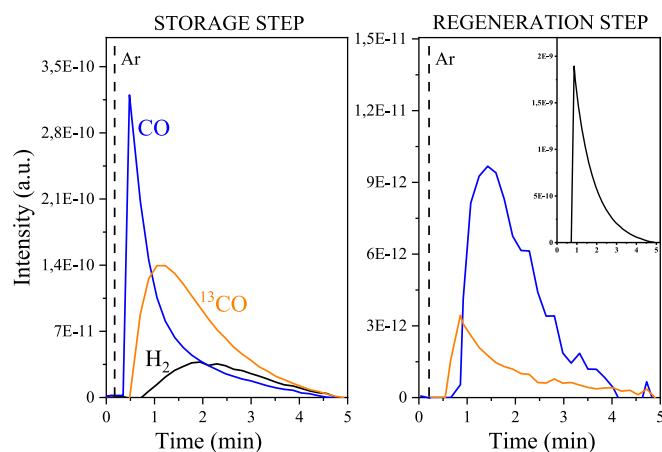 STORAGE STEP
REGENERATION STEP
Intensity (a.u.)
3,5E-10
2,8E-10
2,1E-10
1,4E-10
7E-11
0
Ar
CO
¹³CO
H₂
0 1 2 3 4 5
Time (min)
1,5E-11
1,2E-11
9E-12
6E-12
3E-12
0
Ar
2E-9
1,5E-9
1E-9
5E-10
0
0 1 2 3 4 5
0 1 2 3 4 5
Time (min)